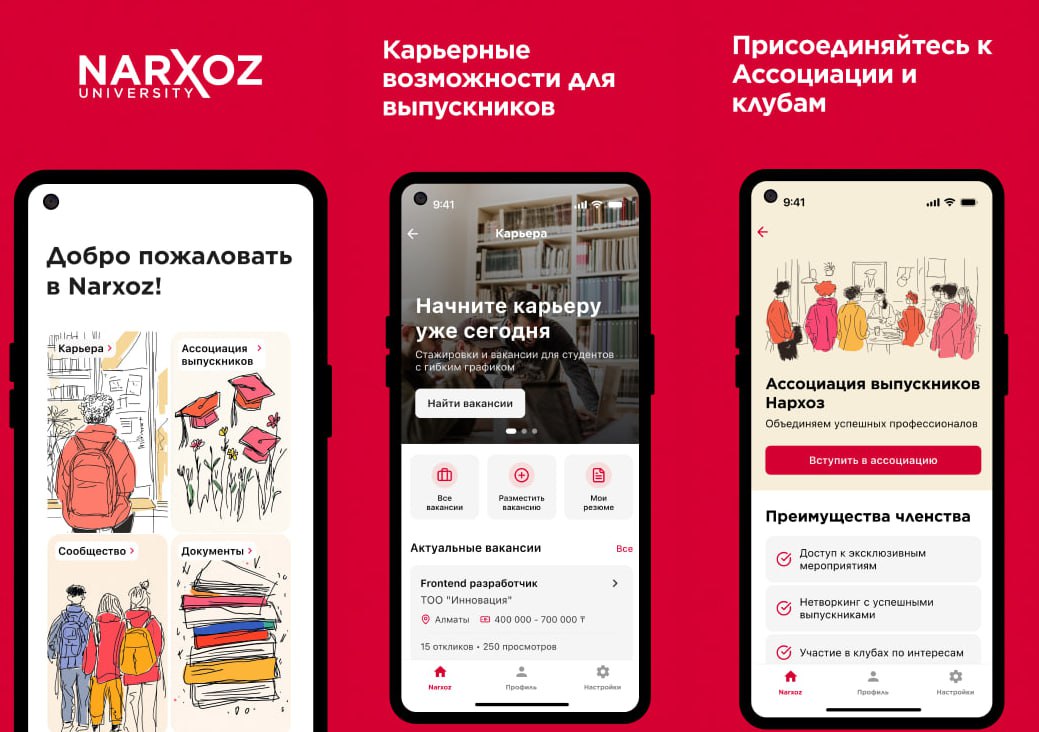 NARXOZ
UNIVERSITY
Добро пожаловать
в Narxoz!
Карьера
Ассоциация
выпускников
Сообщество
Документы
Карьерные
возможности для
выпускников
9:41
Карьера
Начните карьеру
уже сегодня
Стажировки и вакансии для студентов
с гибким графиком
Найти вакансии
Все
вакансии
Разместить
вакансию
Мои
резюме
Актуальные вакансии
Все
Frontend разработчик
ТОО "Инновация"
Алматы
400 000 - 700 000 ₸
15 откликов • 250 просмотров
Narxoz
Профиль
Настройки
Присоединяйтесь к
Ассоциации и
клубам
9:41
Ассоциация выпускников
Нархоз
Объединяем успешных профессионалов
Вступить в ассоциацию
Преимущества членства
Доступ к эксклюзивным
мероприятиям
Нетворкинг с успешными
выпускниками
Участие в клубах по интересам
Narxoz
Профиль
Настройки